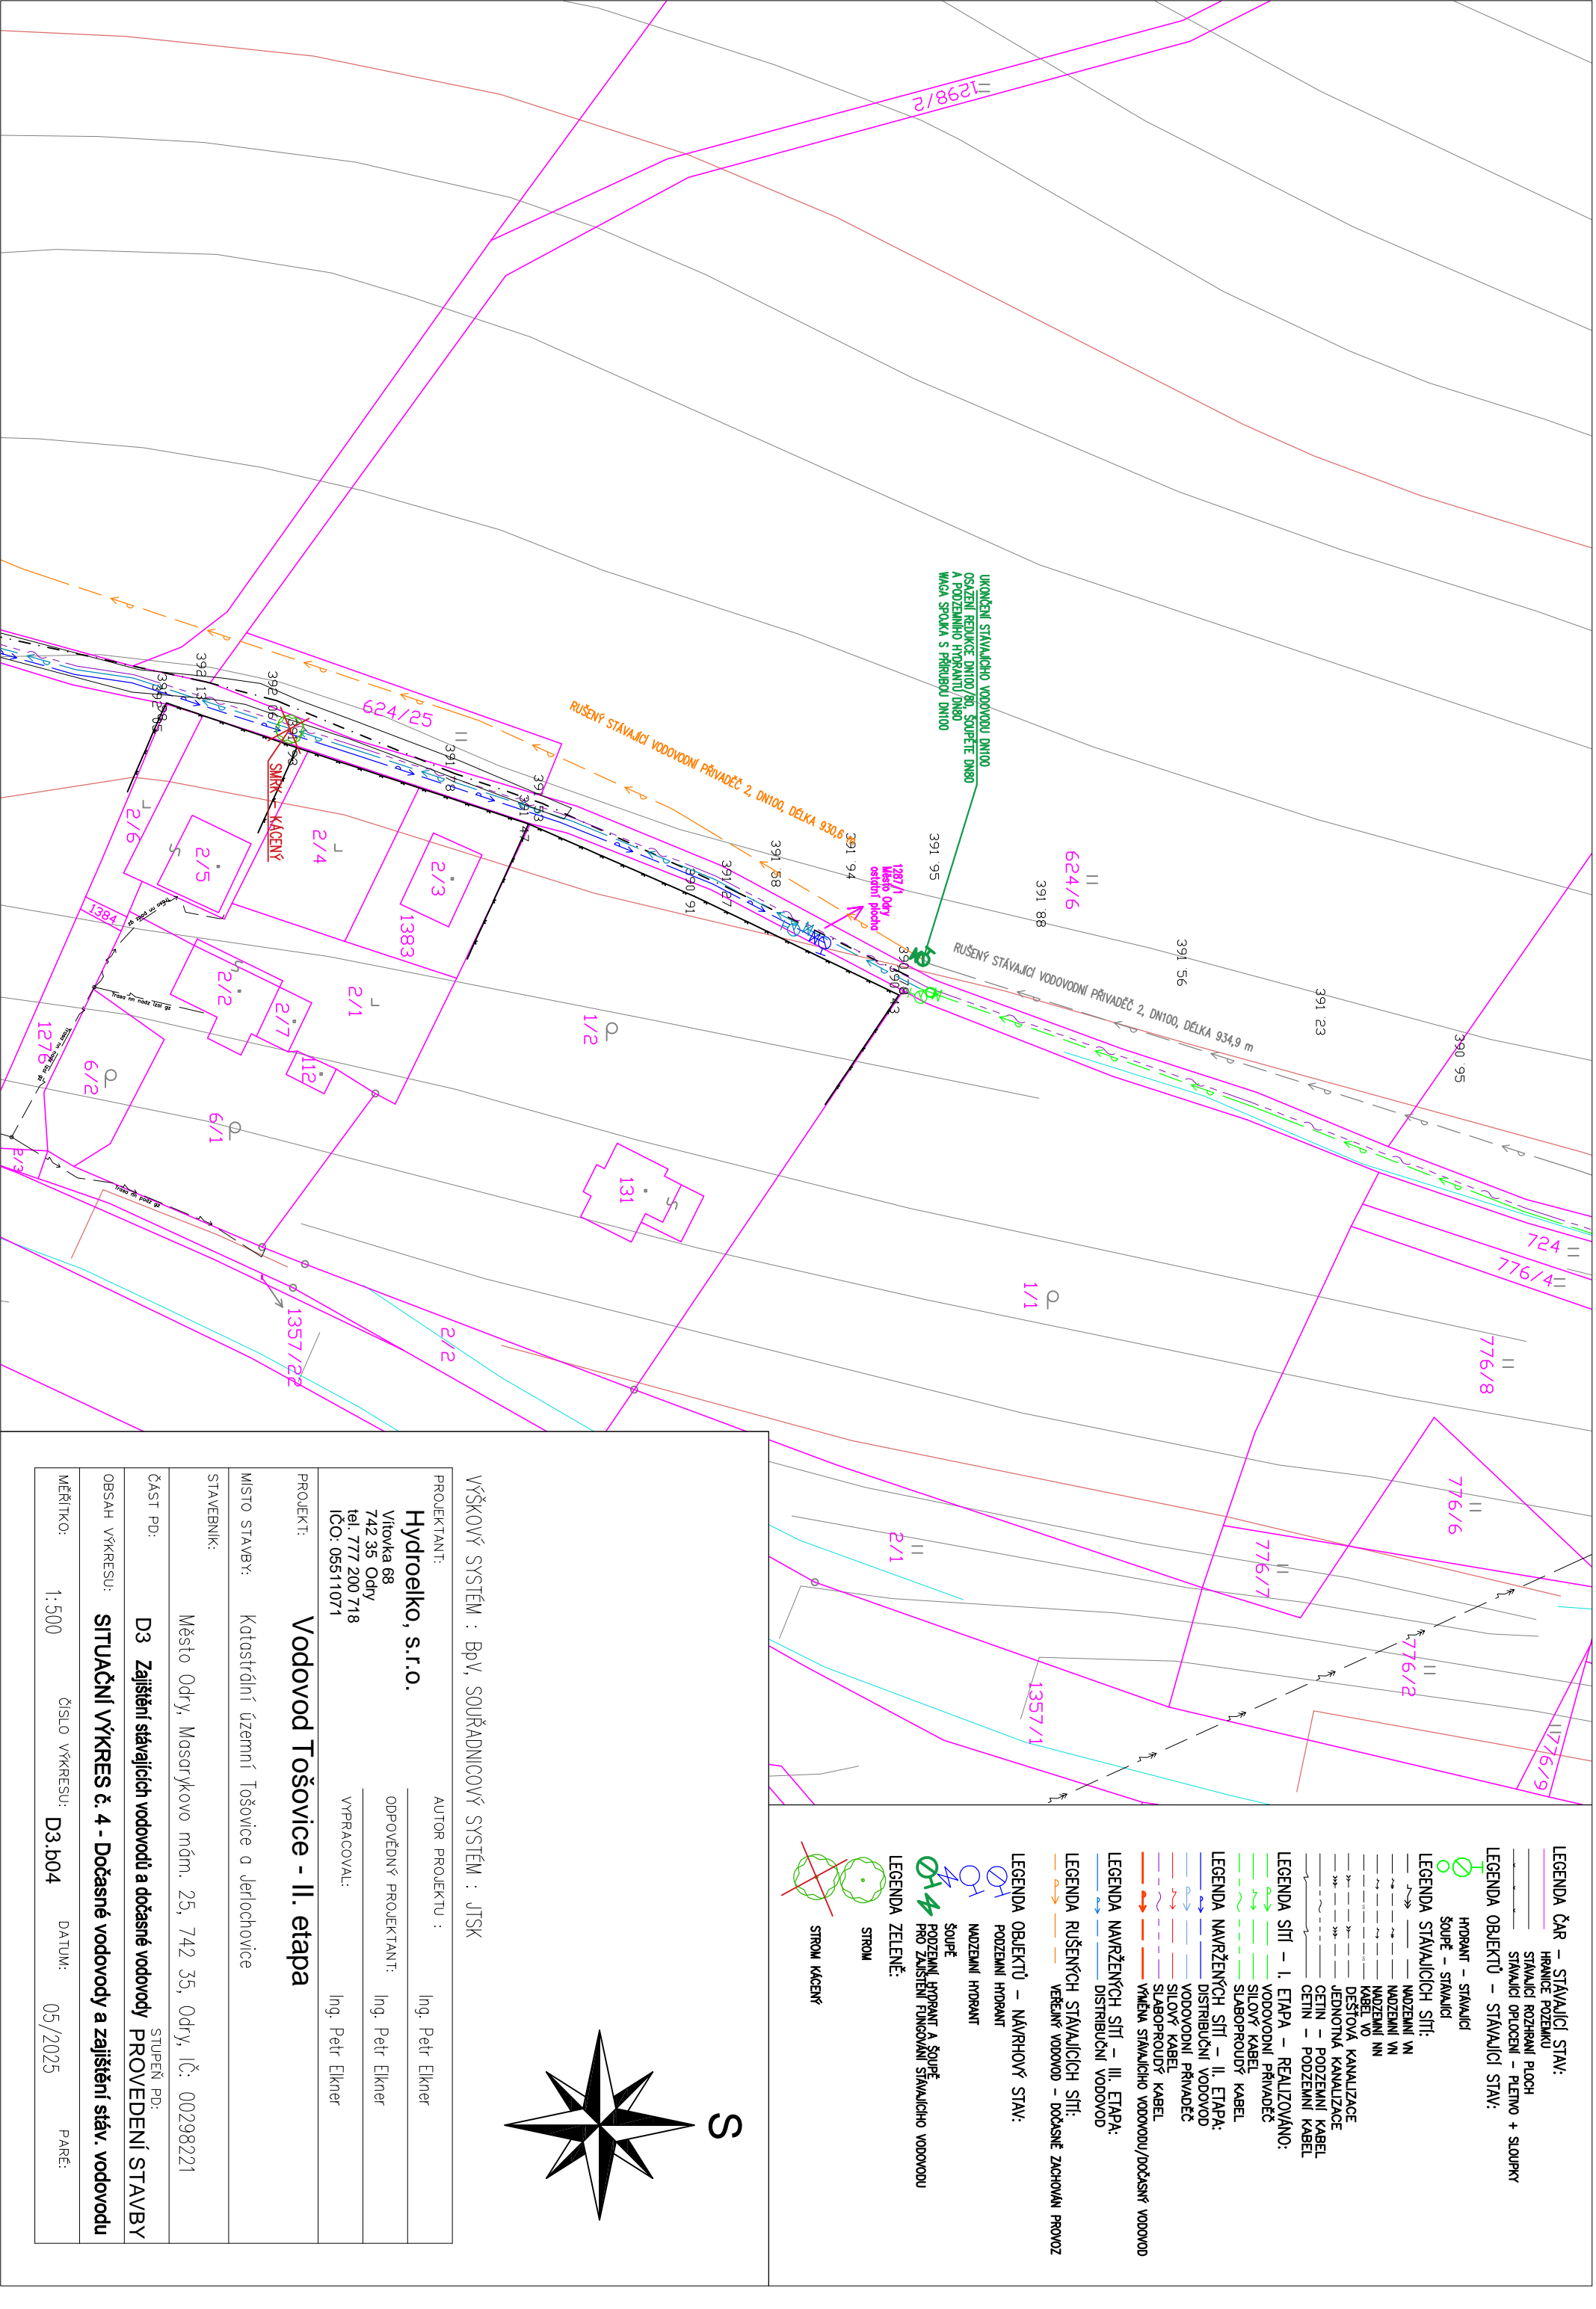 1298/2
UKONČENÍ STÁVAJÍCÍHO VODOVODU DN100
OSAZENÍ REDUKCE DN100/80, ŠOUPĚTE DN80
A PODZEMNÍHO HYDRANTU DN80
WAGA SPOJKA S PŘÍRUBOU DN100
RUŠENÝ STÁVAJÍCÍ VODOVODNÍ PŘIVADĚČ 2, DN100, DÉLKA 930,6
RUŠENÝ STÁVAJÍCÍ VODOVODNÍ PŘIVADĚČ 2, DN100, DÉLKA 934,9 m
1287/1
Město Odry
ostatní plocha
624/6
624/25
391 95
391 94
391 88
391 56
391 23
390 95
391 58
391 27
390 91
391 78
391 53
391 47
392 06
392 13
SMRK - KÁCENÝ
2/6
2/5
2/4
2/3
1384
1383
2/2
2/7
112
2/1
1/2
1276
6/2
6/1
2/3
131
1/1
1357/22
2/2
724
776/4
776/8
776/6
776/7
776/2
776/9
2/1
1357/1
LEGENDA ČAR - STÁVAJÍCÍ STAV:
HRANICE POZEMKU
STÁVAJÍCÍ ROZHRANÍ PLOCH
STÁVAJÍCÍ OPLOCENÍ - PLETIVO + SLOUPKY
LEGENDA OBJEKTŮ - STÁVAJÍCÍ STAV:
HYDRANT - STÁVAJÍCÍ
ŠOUPĚ - STÁVAJÍCÍ
LEGENDA STÁVAJÍCÍCH SÍTÍ:
NADZEMNÍ VN
NADZEMNÍ VN
NADZEMNÍ NN
KABEL VO
DEŠŤOVÁ KANALIZACE
JEDNOTNÁ KANALIZACE
CETIN - PODZEMNÍ KABEL
CETIN - PODZEMNÍ KABEL
LEGENDA SÍTÍ - I. ETAPA - REALIZOVÁNO:
VODOVODNÍ PŘIVADĚČ
SILOVÝ KABEL
SLABOPROUDÝ KABEL
LEGENDA NAVRŽENÝCH SÍTÍ - II. ETAPA:
DISTRIBUČNÍ VODOVOD
VODOVODNÍ PŘIVADĚČ
SILOVÝ KABEL
SLABOPROUDÝ KABEL
VÝMĚNA STÁVAJÍCÍHO VODOVODU/DOČASNÝ VODOVOD
LEGENDA NAVRŽENÝCH SÍTÍ - III. ETAPA:
DISTRIBUČNÍ VODOVOD
LEGENDA RUŠENÝCH STÁVAJÍCÍCH SÍTÍ:
VEŘEJNÝ VODOVOD - DOČASNĚ ZACHOVÁN PROVOZ
LEGENDA OBJEKTŮ - NÁVRHOVÝ STAV:
PODZEMNÍ HYDRANT
NADZEMNÍ HYDRANT
ŠOUPĚ
PODZEMNÍ HYDRANT A ŠOUPĚ
PRO ZAJIŠTĚNÍ FUNGOVÁNÍ STÁVAJÍCÍHO VODOVODU
LEGENDA ZELENĚ:
STROM
STROM KÁCENÝ
S
VÝŠKOVÝ SYSTÉM : BpV, SOUŘADNICOVÝ SYSTÉM : JTSK
PROJEKTANT:
Hydroelko, s.r.o.
Vítovka 68
742 35 Odry
tel. 777 200 718
IČO: 05511071
AUTOR PROJEKTU : Ing. Petr Elkner
ODPOVĚDNÝ PROJEKTANT: Ing. Petr Elkner
VYPRACOVAL: Ing. Petr Elkner
PROJEKT: Vodovod Tošovice - II. etapa
MÍSTO STAVBY: Katastrální území Tošovice a Jerlochovice
STAVEBNÍK: Město Odry, Masarykovo mám. 25, 742 35, Odry, IČ: 00298221
ČÁST PD: D3 Zajištění stávajících vodovodů a dočasné vodovody
STUPEŇ PD: PROVEDENÍ STAVBY
OBSAH VÝKRESU: SITUAČNÍ VÝKRES č. 4 - Dočasné vodovody a zajištění stáv. vodovodu
MĚŘÍTKO: 1:500 ČÍSLO VÝKRESU: D3.b04 DATUM: 05/2025 PARÉ: